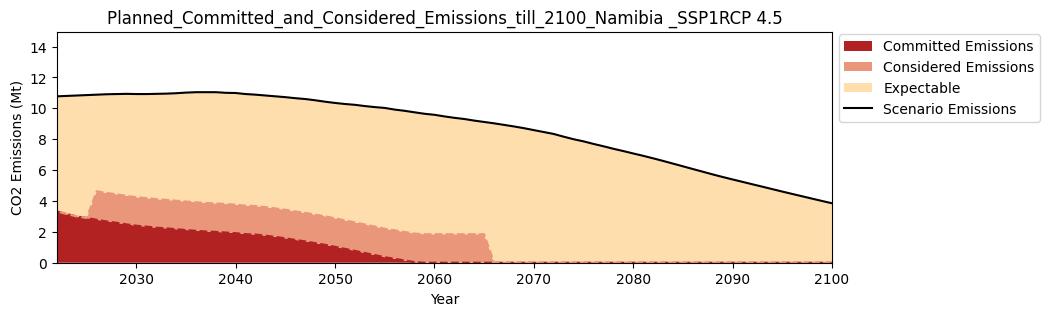 Planned_Committed_and_Considered_Emissions_till_2100_Namibia _SSP1RCP 4.5
CO2 Emissions (Mt)
14
12
10
8
6
4
2
0
2030 2040 2050 2060 2070 2080 2090 2100
Year
Committed Emissions
Considered Emissions
Expectable
Scenario Emissions